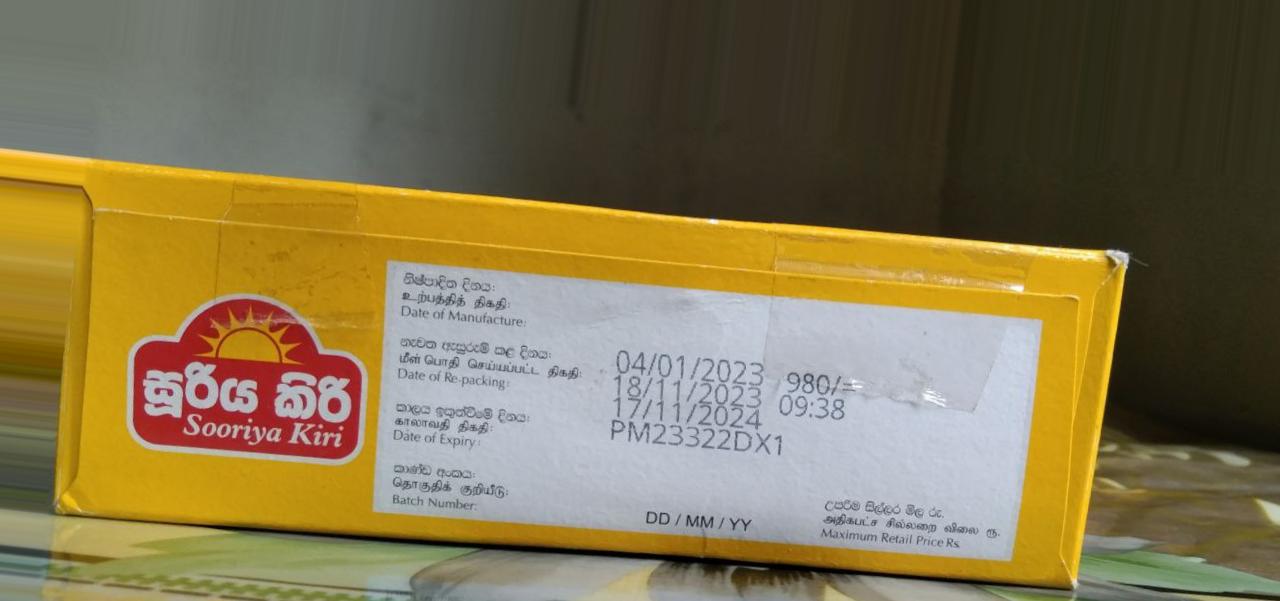 සූරිය කිරි
Sooriya Kiri
නිෂ්පාදිත දිනය:
உற்பத்தித் திகதி:
Date of Manufacture:
නැවත ඇසුරුම් කළ දිනය:
மீள் பொதி செய்யப்பட்ட திகதி:
Date of Re-packing:
කාලය ඉකුත්වීමේ දිනය:
காலாவதி திகதி:
Date of Expiry:
කාණ්ඩ අංකය:
தொகுதிக் குறியீடு:
Batch Number:
04/01/2023 980/=
18/11/2023 09:38
17/11/2024
PM23322DX1
DD / MM / YY
උපරිම සිල්ලර මිල රු.
அதிகபட்ச சில்லறை விலை ரூ.
Maximum Retail Price Rs.